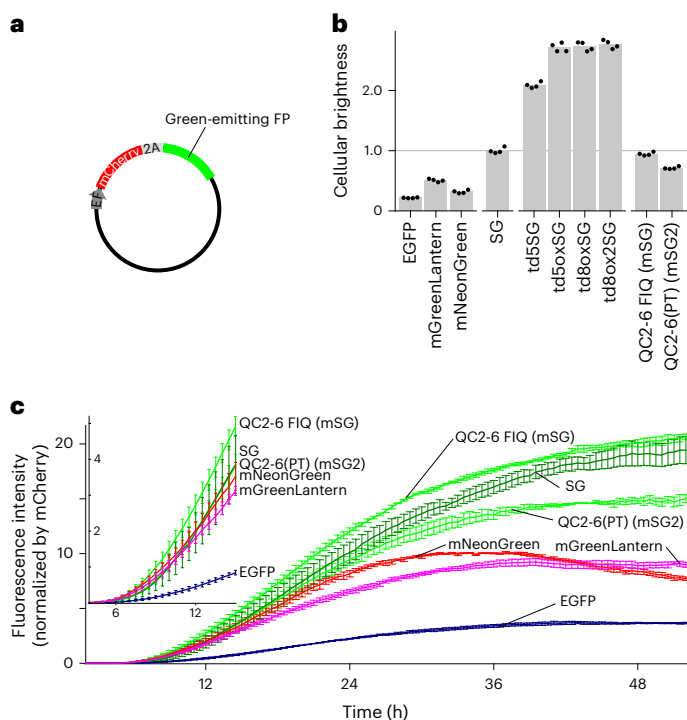 a
Green-emitting FP
EF
mCherry
2A
b
Cellular brightness
2.0
1.0
0
EGFP
mGreenLantern
mNeonGreen
SG
td5SG
td5oxSG
td8oxSG
td8ox2SG
QC2-6 FIQ (mSG)
QC2-6(PT) (mSG2)
c
Fluorescence intensity
(normalized by mCherry)
20
10
0
4
2
6
12
QC2-6 FIQ (mSG)
SG
QC2-6(PT) (mSG2)
mNeonGreen
mGreenLantern
EGFP
QC2-6 FIQ (mSG)
SG
QC2-6(PT) (mSG2)
mNeonGreen
mGreenLantern
EGFP
12
24
36
48
Time (h)